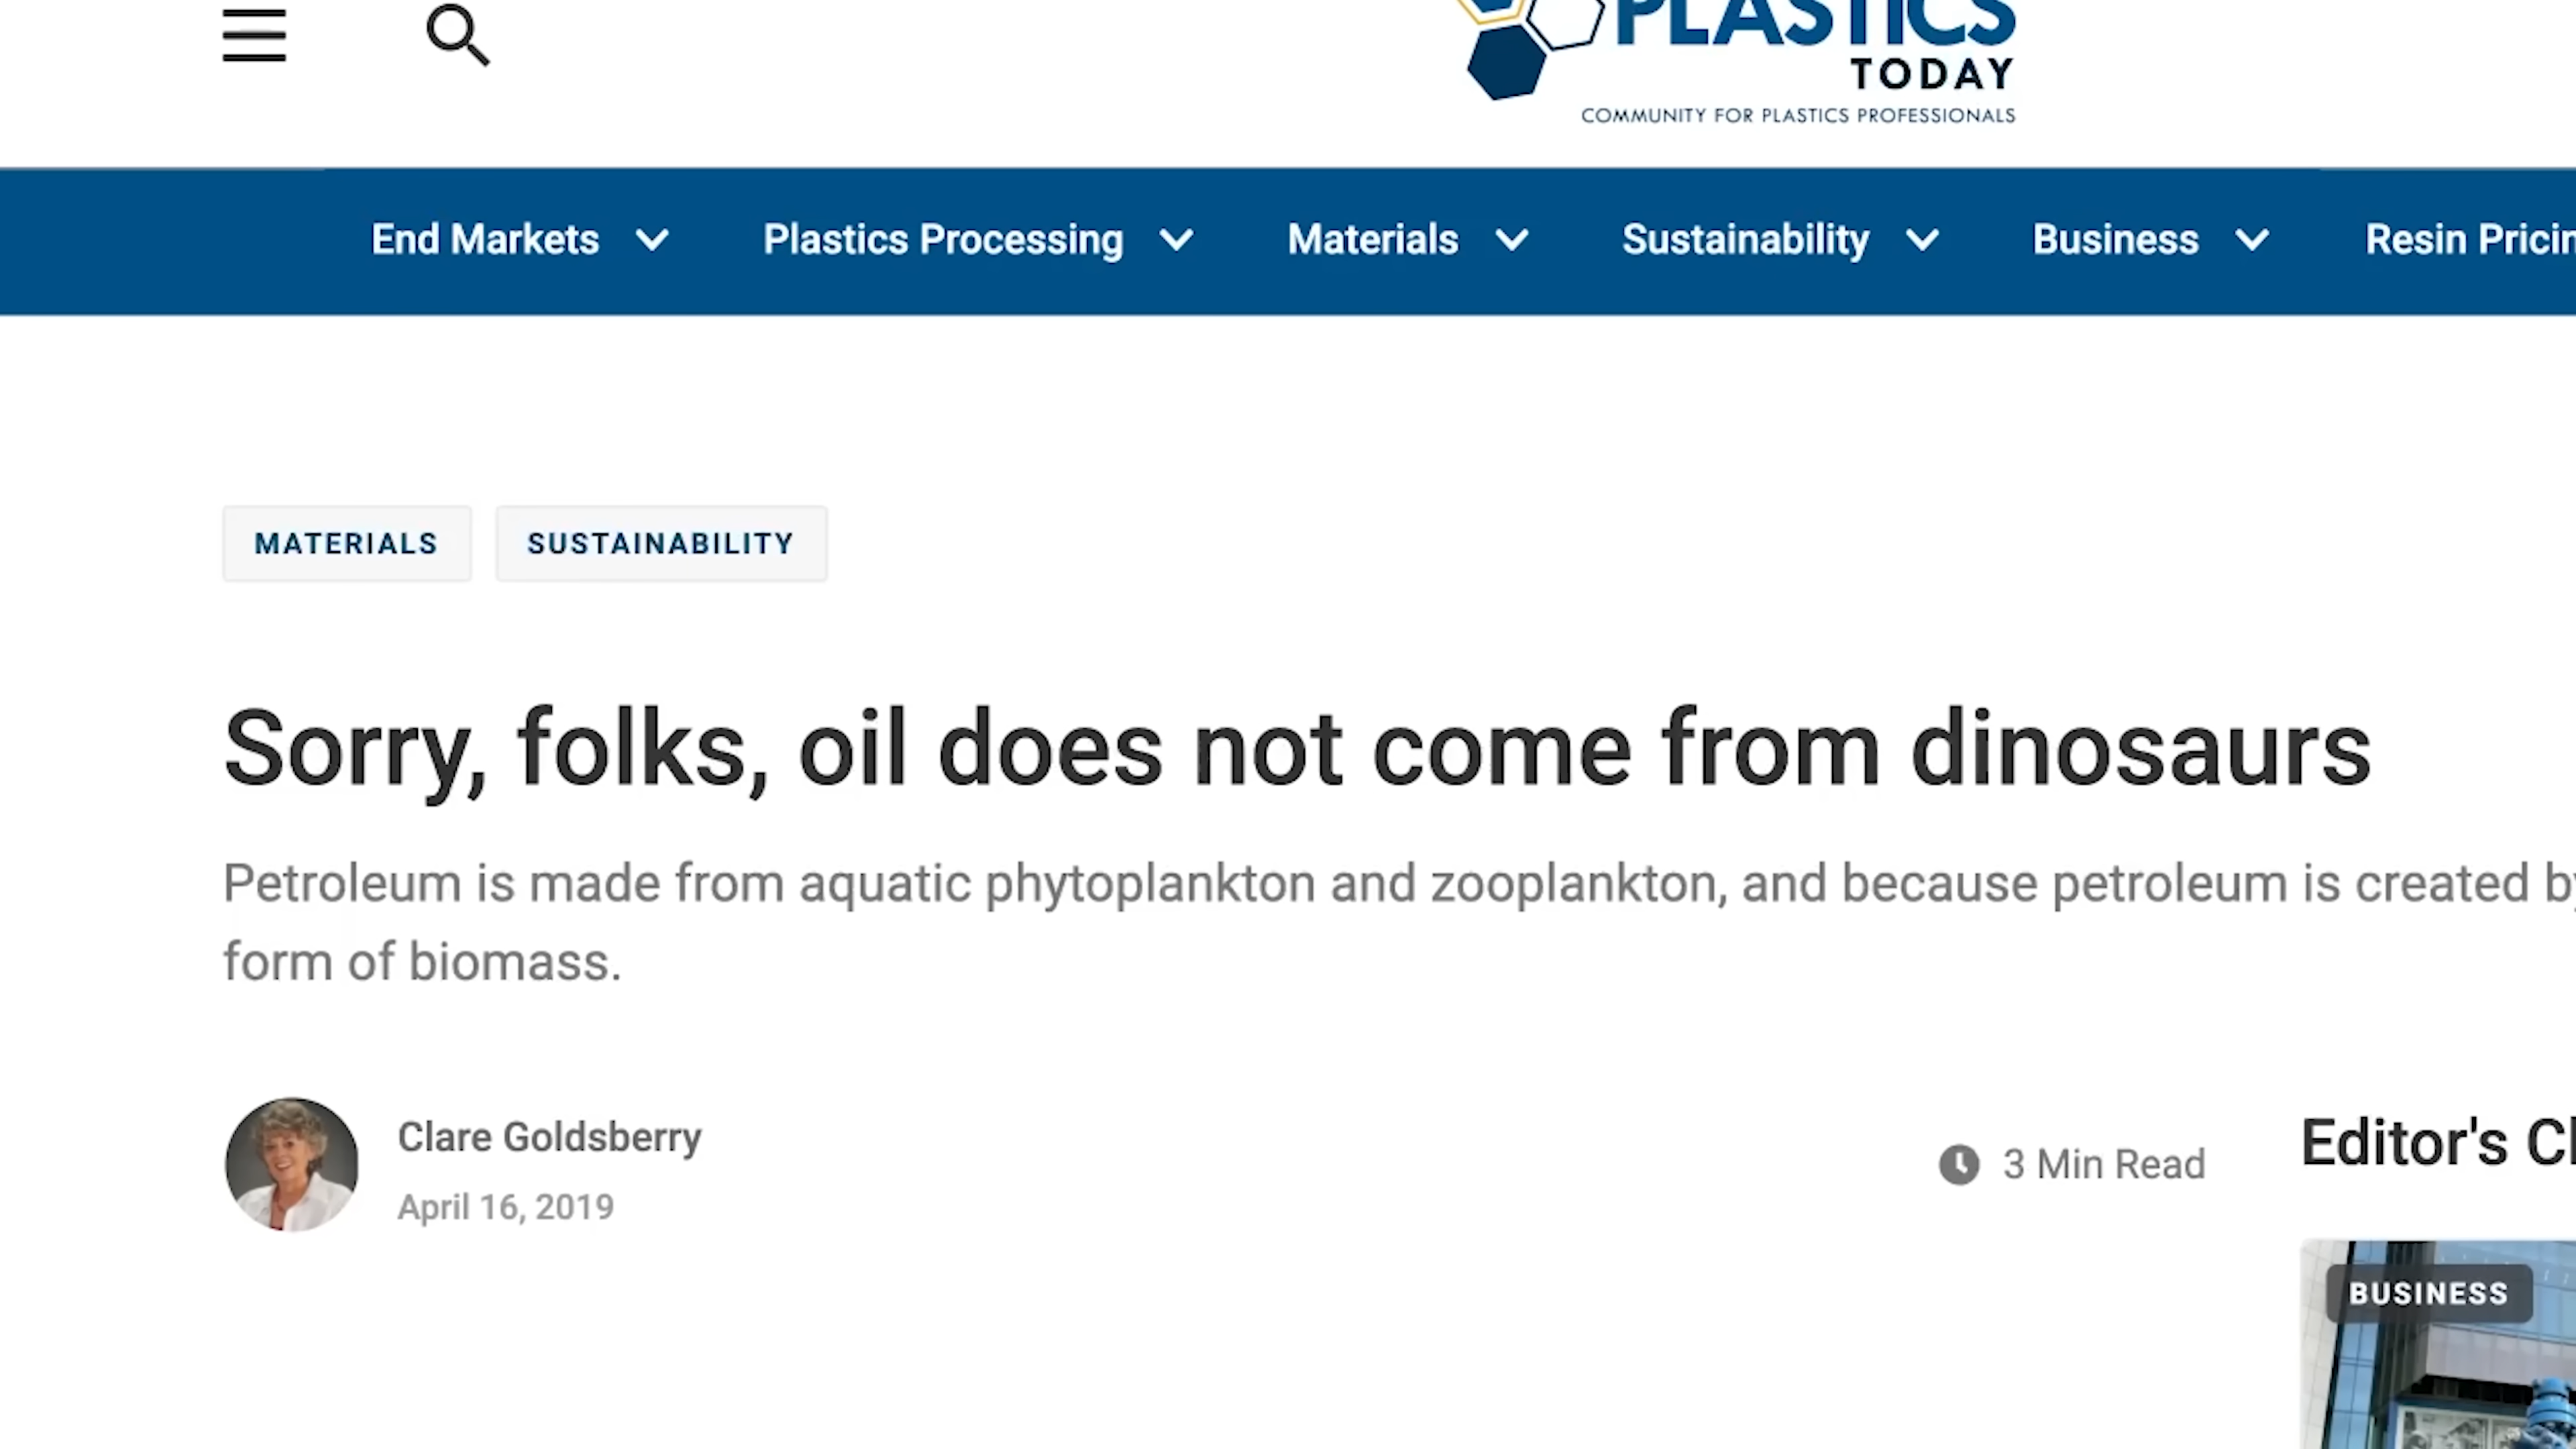 PLASTICS
TODAY
COMMUNITY FOR PLASTICS PROFESSIONALS
End Markets Plastics Processing Materials Sustainability Business Resin
MATERIALS SUSTAINABILITY
Sorry, folks, oil does not come from dinosaurs
Petroleum is made from aquatic phytoplankton and zooplankton, and because petroleum is created
form of biomass.
Clare Goldsberry
April 16, 2019
3 Min Read
Editor's
BUSINESS